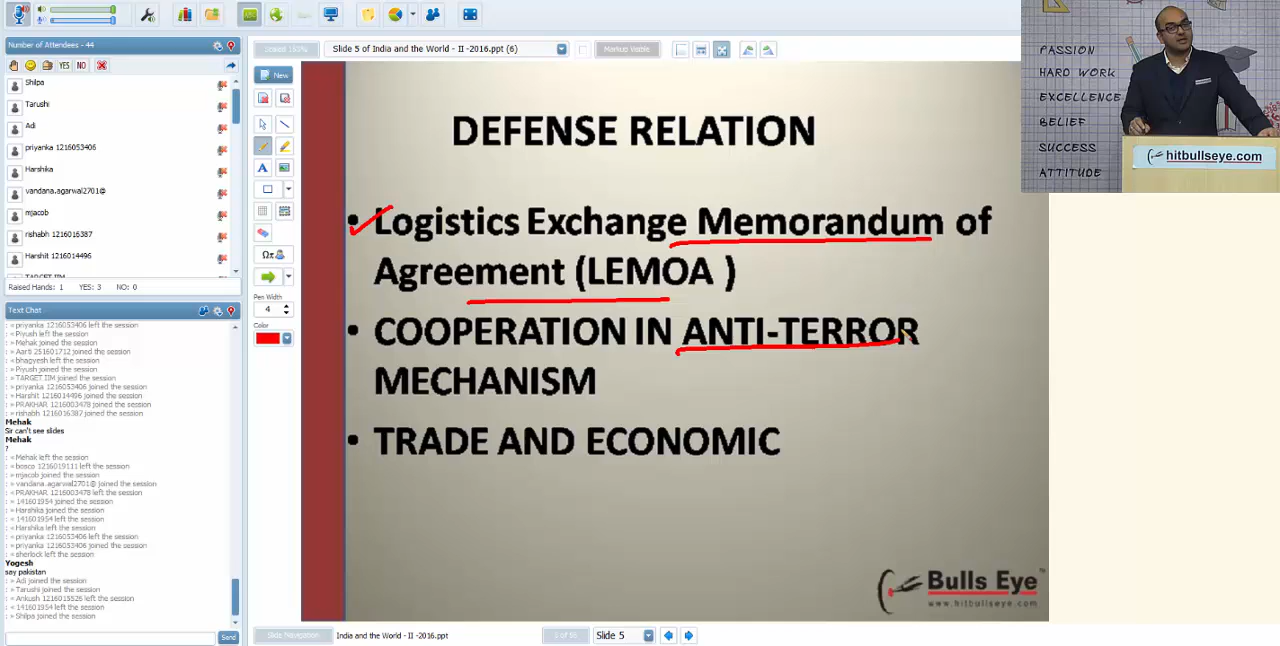 Number of Attendees - 44
YES
NO
Shilpa
Tarushi
Adi
priyanka 1216053406
Harshika
vandana.agarwal2701@
mjacob
rishabh 1216016387
Harshit 1216014496
TARGET IIM
Raised Hands: 1 YES: 3 NO: 0
Text Chat
: > priyanka 1216053406 left the session
: > Piyush left the session
: > Mehak joined the session
: > Aarti 251601712 joined the session
: > bhagyesh left the session
: > Piyush joined the session
: > TARGET IIM joined the session
: > priyanka 1216053406 joined the session
: > Harshit 1216014496 joined the session
: > PRAKHAR 1216003478 joined the session
: > rishabh 1216016387 joined the session
Mehak
Sir can't see slides
Mehak
?
: > Mehak left the session
: > bosco 1216019111 left the session
: > mjacob joined the session
: > vandana.agarwal2701@ joined the session
: > PRAKHAR 1216003478 left the session
: > 141601954 joined the session
: > Harshika joined the session
: > 141601954 left the session
: > Harshika left the session
: > priyanka 1216053406 left the session
: > priyanka 1216053406 joined the session
: > sherlock left the session
Yogesh
say pakistan
: > Adi joined the session
: > Tarushi joined the session
: > Ankush 1216015526 left the session
: > 141601954 left the session
: > Shilpa joined the session
Send
Slide 5 of India and the World - II -2016.ppt (6)
Markup Visible
New
A
Ωπ
Pen Width
4
Color
DEFENSE RELATION
• Logistics Exchange Memorandum of
Agreement (LEMOA )
• COOPERATION IN ANTI-TERROR
MECHANISM
• TRADE AND ECONOMIC
Bulls Eye
www.hitbullseye.com
Slide Navigation
India and the World - II -2016.ppt
Slide 5
PASSION
HARD WORK
EXCELLENCE
BELIEF
SUCCESS
ATTITUDE
hitbullseye.com